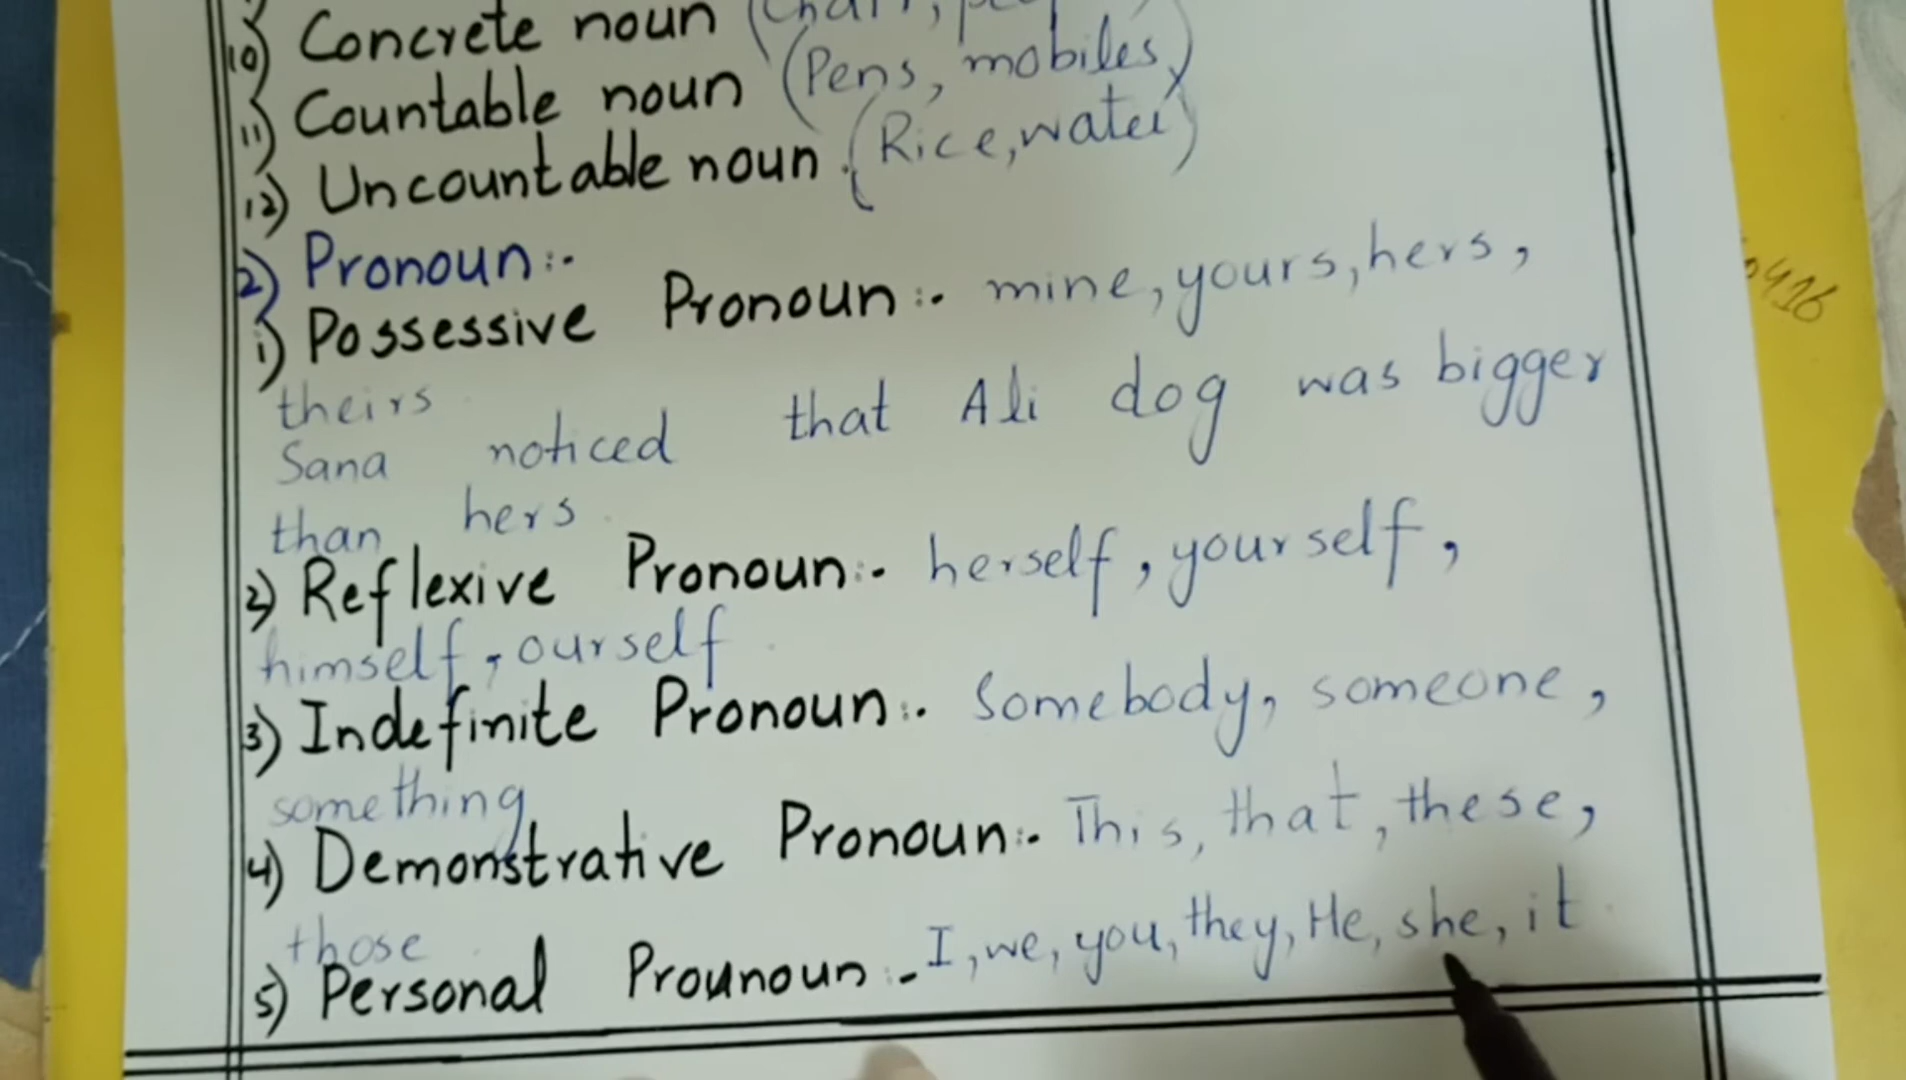 10) Concrete noun (Chair,
11) Countable noun (Pens, mobiles)
12) Uncountable noun (Rice, water)
2) Pronoun:-
1) Possessive Pronoun:- mine, yours, hers,
theirs
Sana noticed that Ali dog was bigger
than hers
2) Reflexive Pronoun:- herself, yourself,
himself, ourself
3) Indefinite Pronoun:- Somebody, someone,
something
4) Demonstrative Pronoun:- This, that, these,
those
5) Personal Prounoun:- I, we, you, they, He, she, it